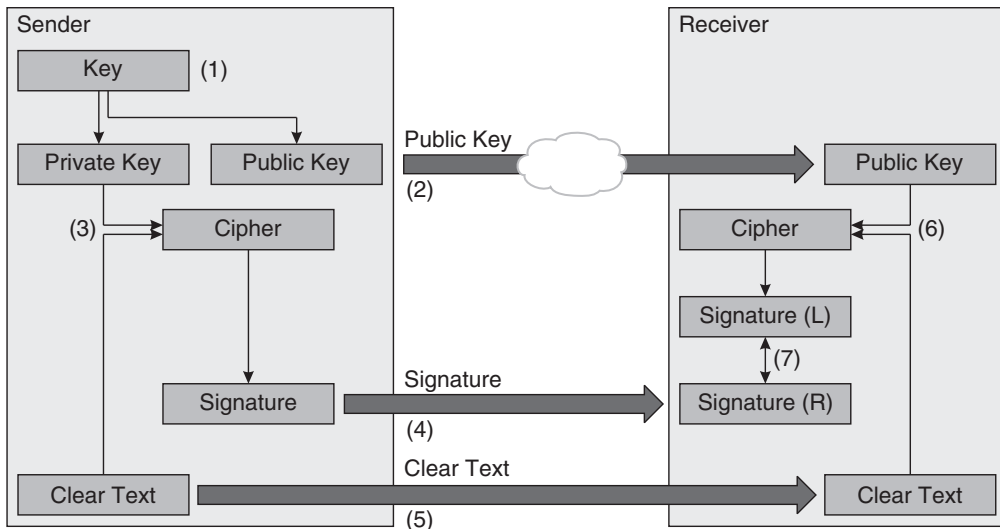 Sender
Key
(1)
Private Key
Public Key
(3)
Cipher
Signature
Clear Text
Public Key
(2)
Signature
(4)
Clear Text
(5)
Receiver
Public Key
Cipher
(6)
Signature (L)
(7)
Signature (R)
Clear Text